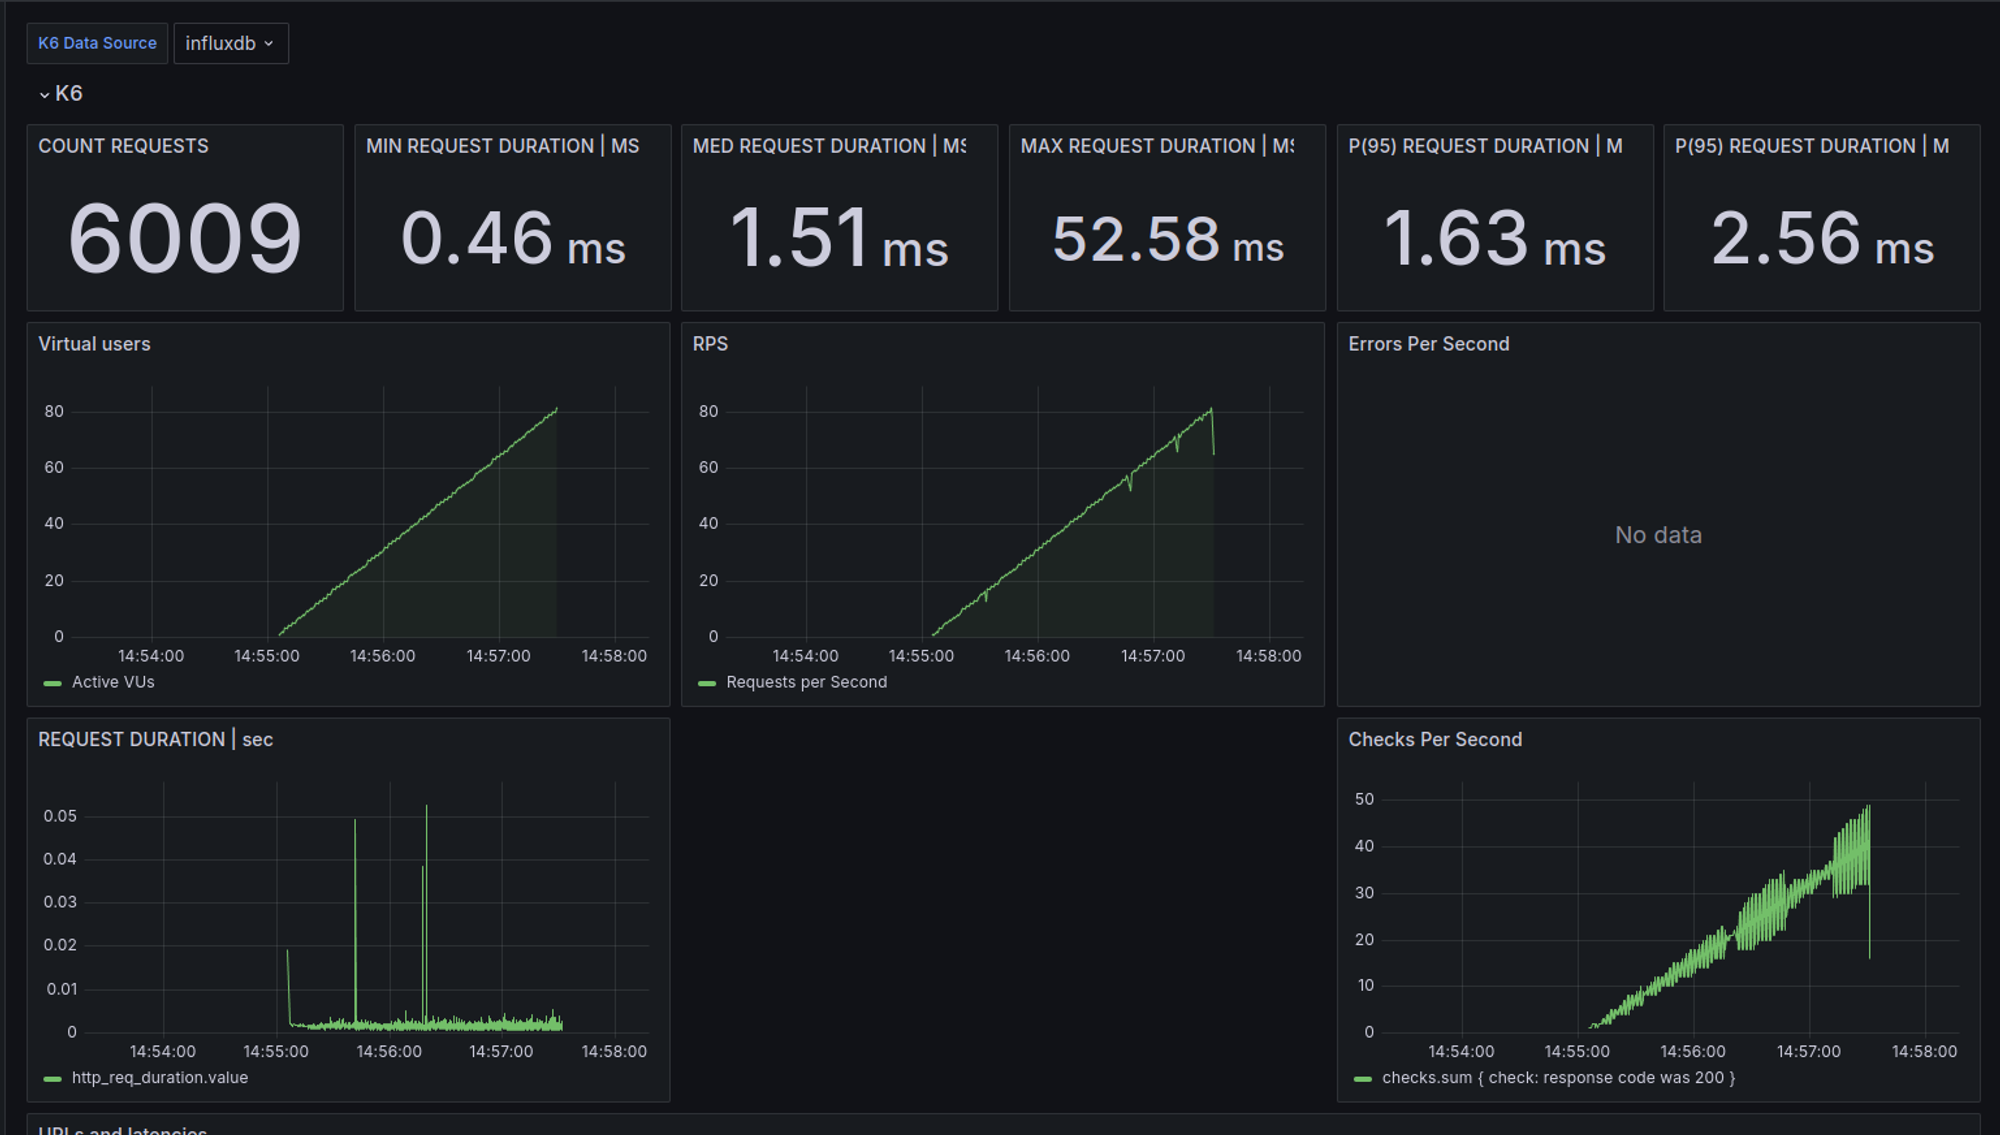 K6 Data Source influxdb
K6
COUNT REQUESTS
6009
MIN REQUEST DURATION | MS
0.46 ms
MED REQUEST DURATION | MS
1.51 ms
MAX REQUEST DURATION | MS
52.58 ms
P(95) REQUEST DURATION | M
1.63 ms
P(95) REQUEST DURATION | M
2.56 ms
Virtual users
80
60
40
20
0
14:54:00 14:55:00 14:56:00 14:57:00 14:58:00
Active VUs
RPS
80
60
40
20
0
14:54:00 14:55:00 14:56:00 14:57:00 14:58:00
Requests per Second
Errors Per Second
No data
REQUEST DURATION | sec
0.05
0.04
0.03
0.02
0.01
0
14:54:00 14:55:00 14:56:00 14:57:00 14:58:00
http_req_duration.value
Checks Per Second
50
40
30
20
10
0
14:54:00 14:55:00 14:56:00 14:57:00 14:58:00
checks.sum { check: response code was 200 }
URLs and latencies